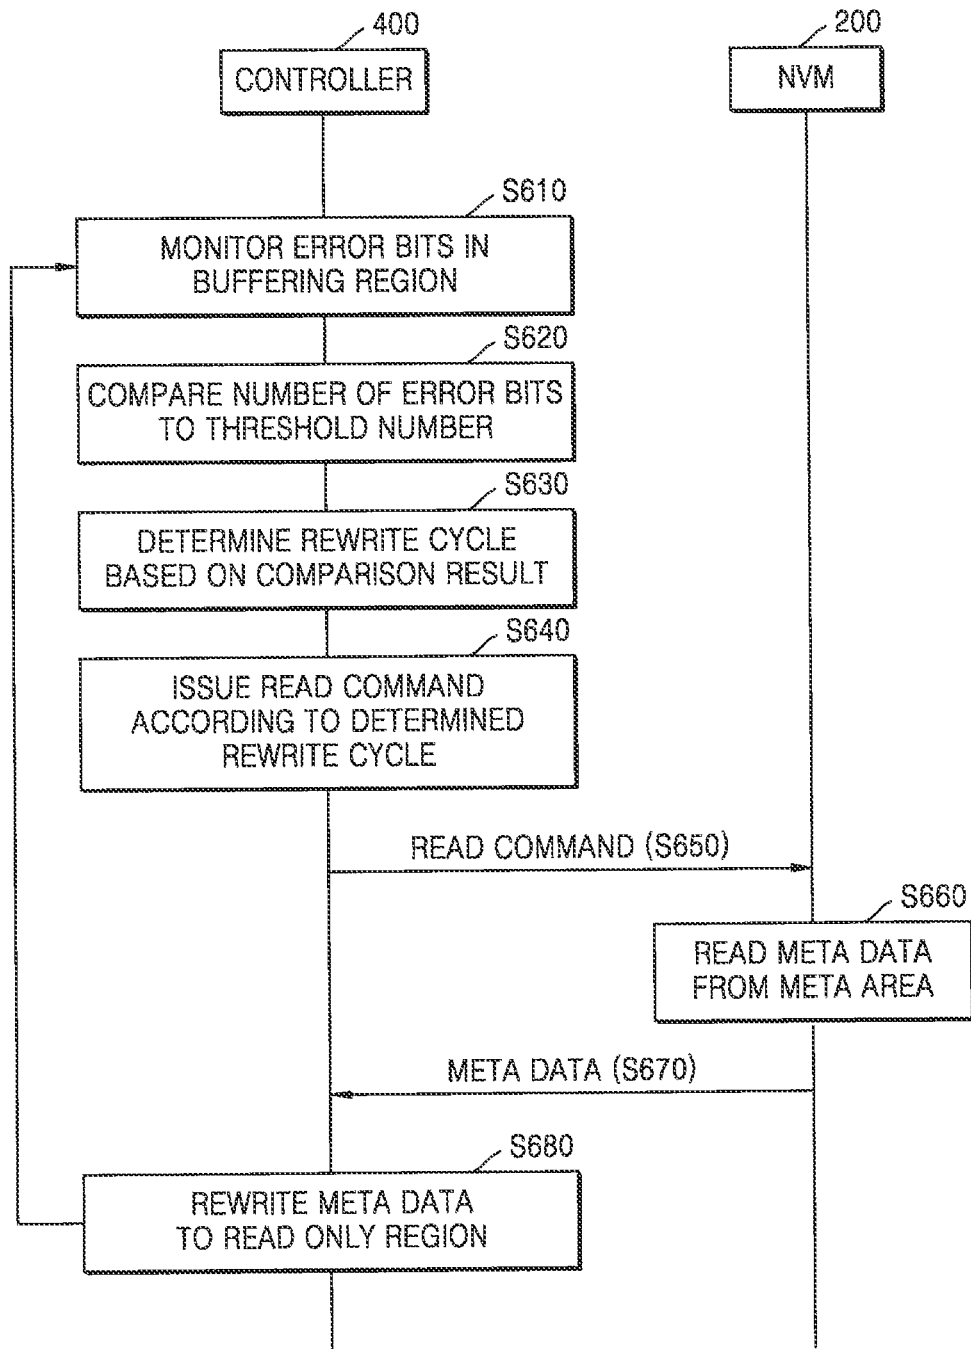 400
CONTROLLER
200
NVM
S610
MONITOR ERROR BITS IN
BUFFERING REGION
S620
COMPARE NUMBER OF ERROR BITS
TO THRESHOLD NUMBER
S630
DETERMINE REWRITE CYCLE
BASED ON COMPARISON RESULT
S640
ISSUE READ COMMAND
ACCORDING TO DETERMINED
REWRITE CYCLE
READ COMMAND (S650)
S660
READ META DATA
FROM META AREA
META DATA (S670)
S680
REWRITE META DATA
TO READ ONLY REGION